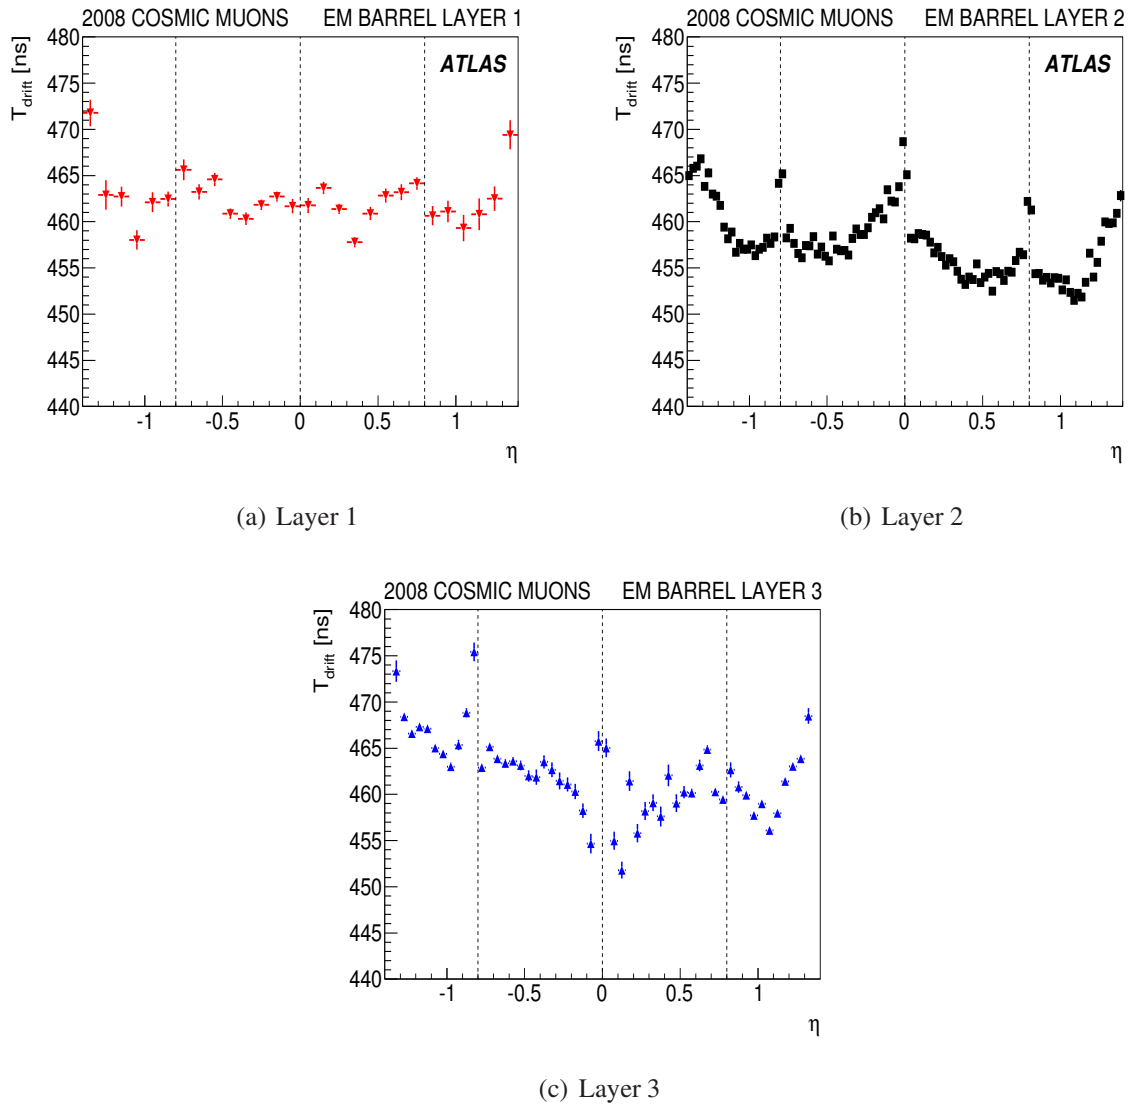 2008 COSMIC MUONS EM BARREL LAYER 1
T_drift [ns]
ATLAS
480
475
470
465
460
455
450
445
440
-1 -0.5 0 0.5 1
η
(a) Layer 1
2008 COSMIC MUONS EM BARREL LAYER 2
T_drift [ns]
ATLAS
480
475
470
465
460
455
450
445
440
-1 -0.5 0 0.5 1
η
(b) Layer 2
2008 COSMIC MUONS EM BARREL LAYER 3
T_drift [ns]
480
475
470
465
460
455
450
445
440
-1 -0.5 0 0.5 1
η
(c) Layer 3